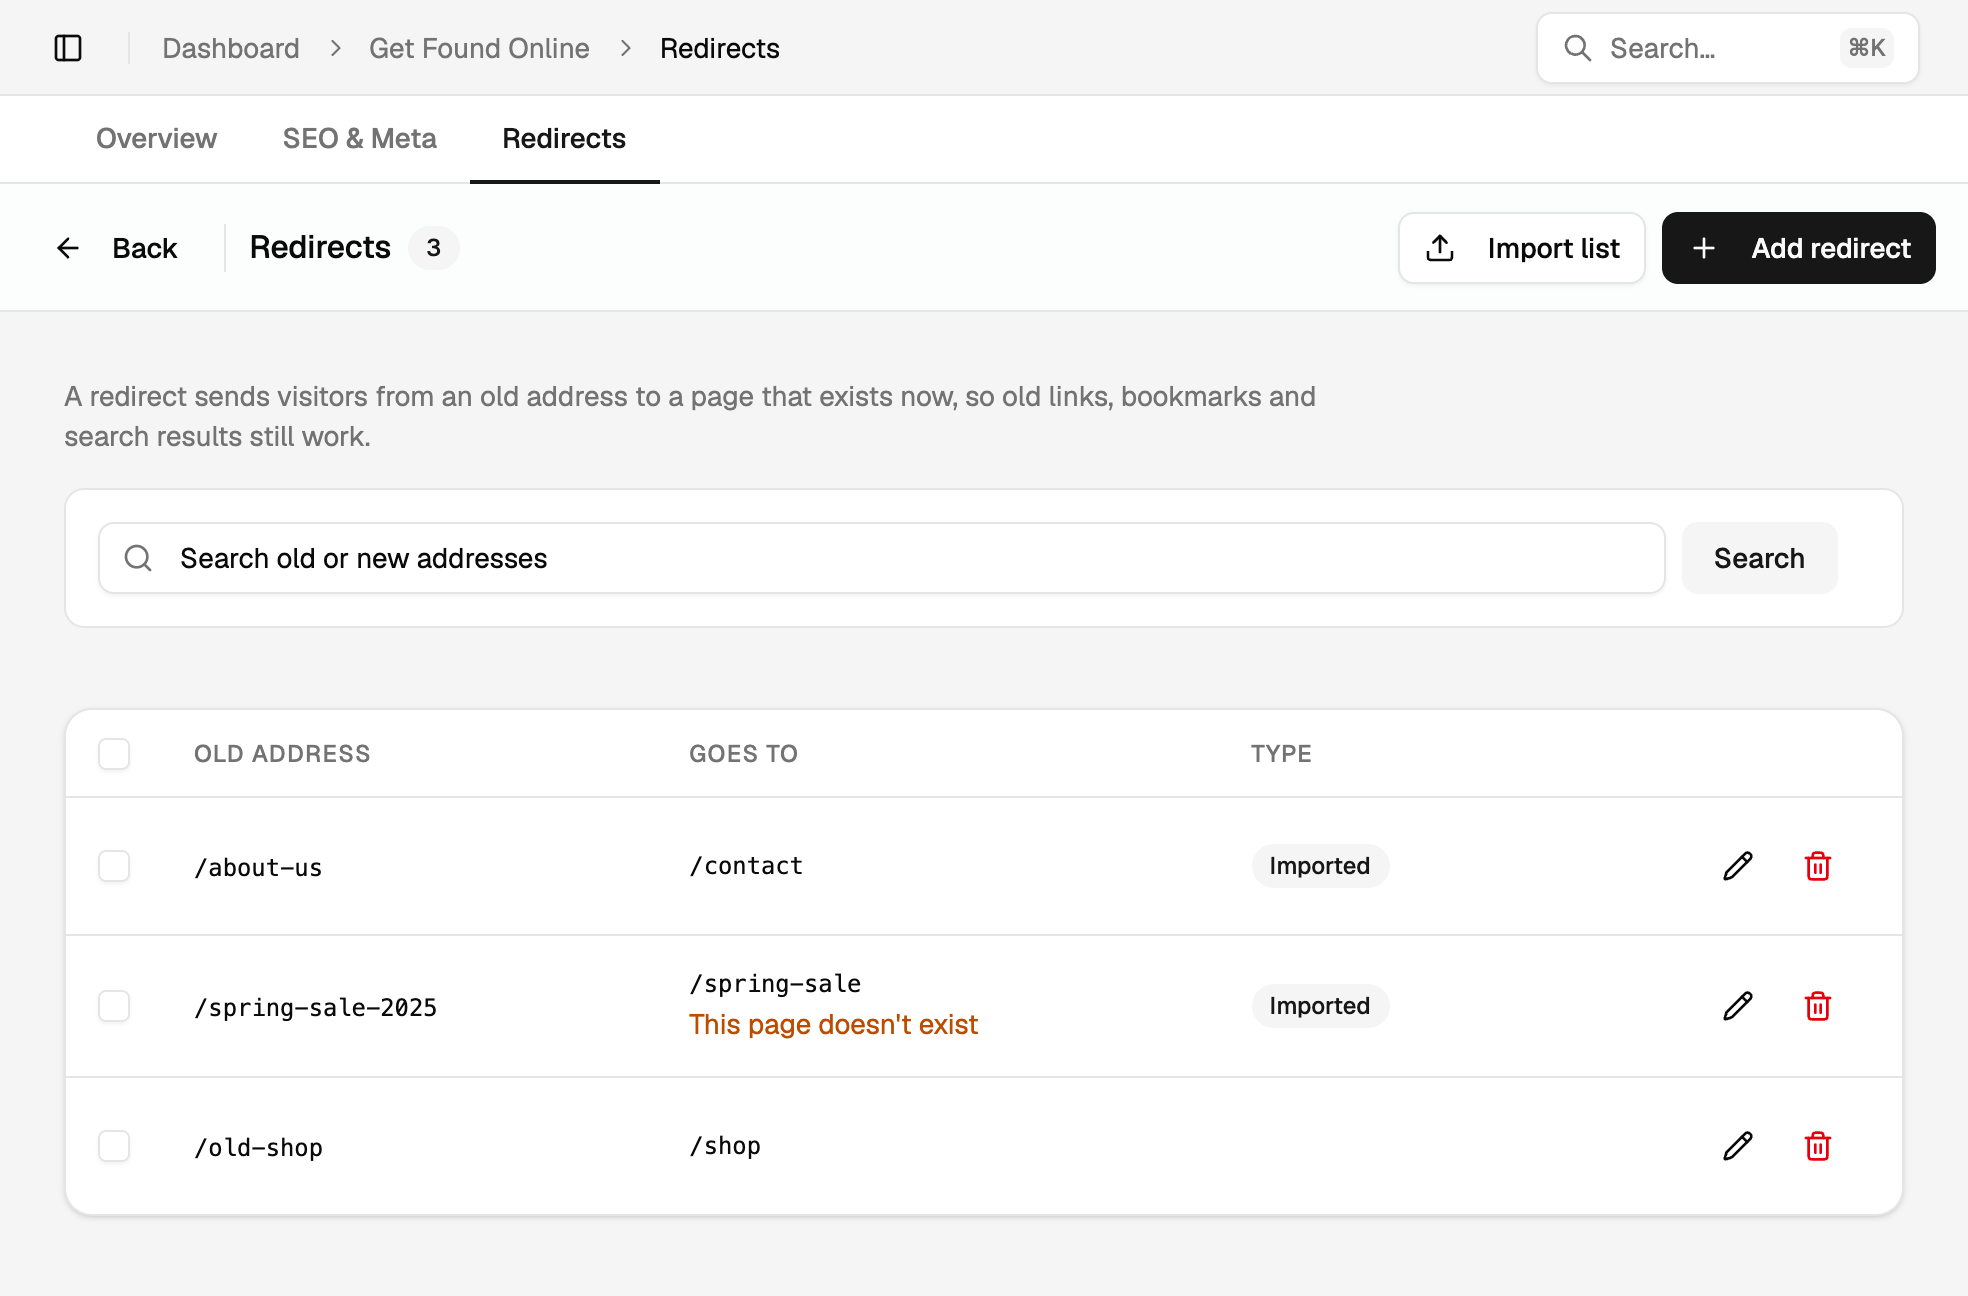 Dashboard > Get Found Online > Redirects
Search... ⌘K
Overview SEO & Meta Redirects
Back Redirects 3 Import list + Add redirect
A redirect sends visitors from an old address to a page that exists now, so old links, bookmarks and
search results still work.
Search old or new addresses Search
OLD ADDRESS GOES TO TYPE
/about-us /contact Imported
/spring-sale-2025 /spring-sale Imported
This page doesn't exist
/old-shop /shop